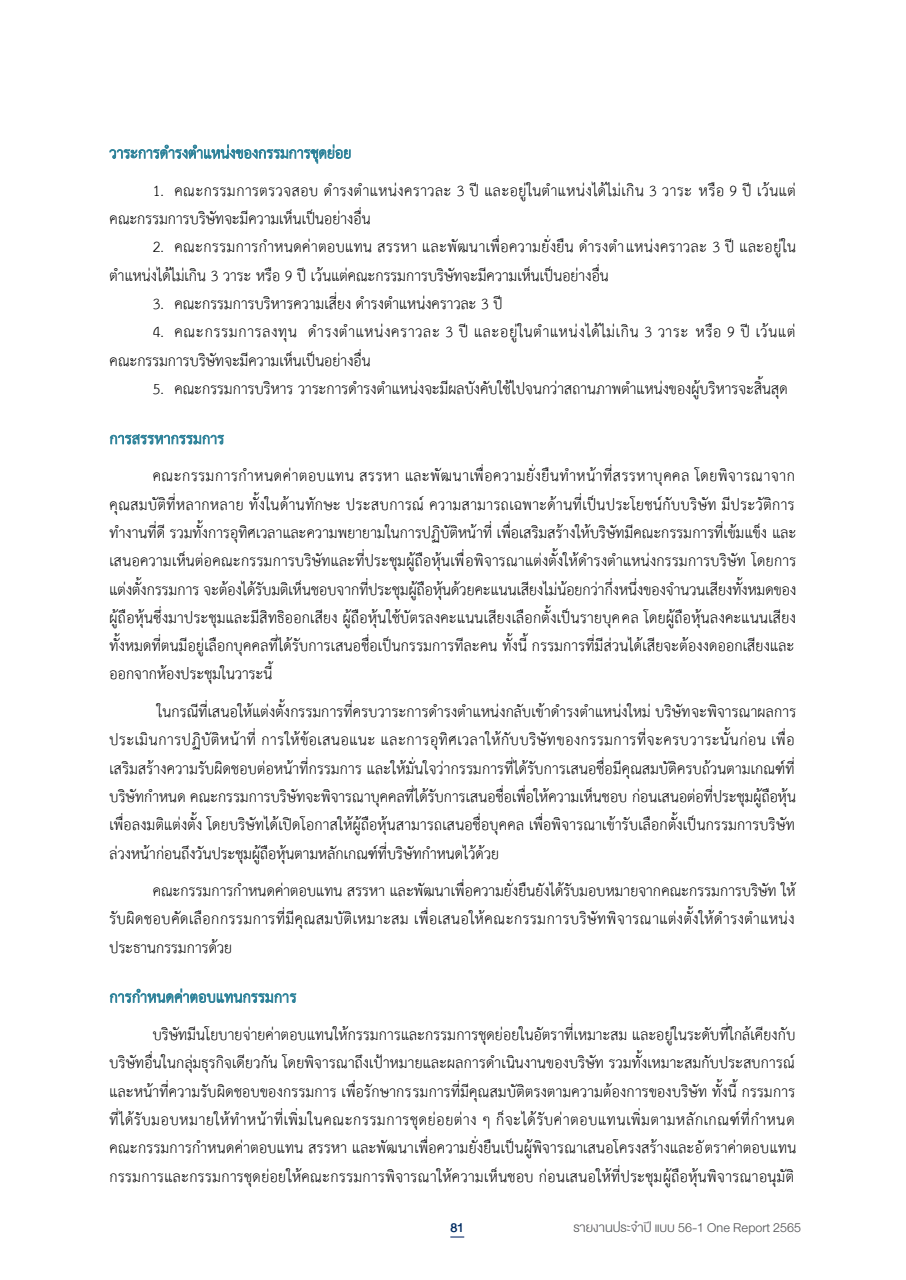 วาระการดำรงตำแหน่งของกรรมการชุดย่อย
1. คณะกรรมการตรวจสอบ ดำรงตำแหน่งคราวละ 3 ปี และอยู่ในตำแหน่งได้ไม่เกิน 3 วาระ หรือ 9 ปี เว้นแต่
คณะกรรมการบริษัทจะมีความเห็นเป็นอย่างอื่น
2. คณะกรรมการกำหนดค่าตอบแทน สรรหา และพัฒนาเพื่อความยั่งยืน ดำรงตำแหน่งคราวละ 3 ปี และอยู่ใน
ตำแหน่งได้ไม่เกิน 3 วาระ หรือ 9 ปี เว้นแต่คณะกรรมการบริษัทจะมีความเห็นเป็นอย่างอื่น
3. คณะกรรมการบริหารความเสี่ยง ดำรงตำแหน่งคราวละ 3 ปี
4. คณะกรรมการลงทุน ดำรงตำแหน่งคราวละ 3 ปี และอยู่ในตำแหน่งได้ไม่เกิน 3 วาระ หรือ 9 ปี เว้นแต่
คณะกรรมการบริษัทจะมีความเห็นเป็นอย่างอื่น
5. คณะกรรมการบริหาร วาระการดำรงตำแหน่งจะมีผลบังคับใช้ไปจนกว่าสถานภาพตำแหน่งของผู้บริหารจะสิ้นสุด
การสรรหากรรมการ
คณะกรรมการกำหนดค่าตอบแทน สรรหา และพัฒนาเพื่อความยั่งยืนทำหน้าที่สรรหาบุคคล โดยพิจารณาจาก
คุณสมบัติที่หลากหลาย ทั้งในด้านทักษะ ประสบการณ์ ความสามารถเฉพาะด้านที่เป็นประโยชน์กับบริษัท มีประวัติการ
ทำงานที่ดี รวมทั้งการอุทิศเวลาและความพยายามในการปฏิบัติหน้าที่ เพื่อเสริมสร้างให้บริษัทมีคณะกรรมการที่เข้มแข็ง และ
เสนอความเห็นต่อคณะกรรมการบริษัทและที่ประชุมผู้ถือหุ้นเพื่อพิจารณาแต่งตั้งให้ดำรงตำแหน่งกรรมการบริษัท โดยการ
แต่งตั้งกรรมการ จะต้องได้รับมติเห็นชอบจากที่ประชุมผู้ถือหุ้นด้วยคะแนนเสียงไม่น้อยกว่ากึ่งหนึ่งของจำนวนเสียงทั้งหมดของ
ผู้ถือหุ้นซึ่งมาประชุมและมีสิทธิออกเสียง ผู้ถือหุ้นใช้บัตรลงคะแนนเสียงเลือกตั้งเป็นรายบุคคล โดยผู้ถือหุ้นลงคะแนนเสียง
ทั้งหมดที่ตนมีอยู่เลือกบุคคลที่ได้รับการเสนอชื่อเป็นกรรมการทีละคน ทั้งนี้ กรรมการที่มีส่วนได้เสียจะต้องงดออกเสียงและ
ออกจากห้องประชุมในวาระนี้
ในกรณีที่เสนอให้แต่งตั้งกรรมการที่ครบวาระการดำรงตำแหน่งกลับเข้าดำรงตำแหน่งใหม่ บริษัทจะพิจารณาผลการ
ประเมินการปฏิบัติหน้าที่ การให้ข้อเสนอแนะ และการอุทิศเวลาให้กับบริษัทของกรรมการที่จะครบวาระนั้นก่อน เพื่อ
เสริมสร้างความรับผิดชอบต่อหน้าที่กรรมการ และให้มั่นใจว่ากรรมการที่ได้รับการเสนอชื่อมีคุณสมบัติครบถ้วนตามเกณฑ์ที่
บริษัทกำหนด คณะกรรมการบริษัทจะพิจารณาบุคคลที่ได้รับการเสนอชื่อเพื่อให้ความเห็นชอบ ก่อนเสนอต่อที่ประชุมผู้ถือหุ้น
เพื่อลงมติแต่งตั้ง โดยบริษัทได้เปิดโอกาสให้ผู้ถือหุ้นสามารถเสนอชื่อบุคคล เพื่อพิจารณาเข้ารับเลือกตั้งเป็นกรรมการบริษัท
ล่วงหน้าก่อนถึงวันประชุมผู้ถือหุ้นตามหลักเกณฑ์ที่บริษัทกำหนดไว้ด้วย
คณะกรรมการกำหนดค่าตอบแทน สรรหา และพัฒนาเพื่อความยั่งยืนยังได้รับมอบหมายจากคณะกรรมการบริษัท ให้
รับผิดชอบคัดเลือกกรรมการที่มีคุณสมบัติเหมาะสม เพื่อเสนอให้คณะกรรมการบริษัทพิจารณาแต่งตั้งให้ดำรงตำแหน่ง
ประธานกรรมการด้วย
การกำหนดค่าตอบแทนกรรมการ
บริษัทมีนโยบายจ่ายค่าตอบแทนให้กรรมการและกรรมการชุดย่อยในอัตราที่เหมาะสม และอยู่ในระดับที่ใกล้เคียงกับ
บริษัทอื่นในกลุ่มธุรกิจเดียวกัน โดยพิจารณาถึงเป้าหมายและผลการดำเนินงานของบริษัท รวมทั้งเหมาะสมกับประสบการณ์
และหน้าที่ความรับผิดชอบของกรรมการ เพื่อรักษากรรมการที่มีคุณสมบัติตรงตามความต้องการของบริษัท ทั้งนี้ กรรมการ
ที่ได้รับมอบหมายให้ทำหน้าที่เพิ่มในคณะกรรมการชุดย่อยต่าง ๆ ก็จะได้รับค่าตอบแทนเพิ่มตามหลักเกณฑ์ที่กำหนด
คณะกรรมการกำหนดค่าตอบแทน สรรหา และพัฒนาเพื่อความยั่งยืนเป็นผู้พิจารณาเสนอโครงสร้างและอัตราค่าตอบแทน
กรรมการและกรรมการชุดย่อยให้คณะกรรมการพิจารณาให้ความเห็นชอบ ก่อนเสนอให้ที่ประชุมผู้ถือหุ้นพิจารณาอนุมัติ
81 รายงานประจำปี แบบ 56-1 One Report 2565